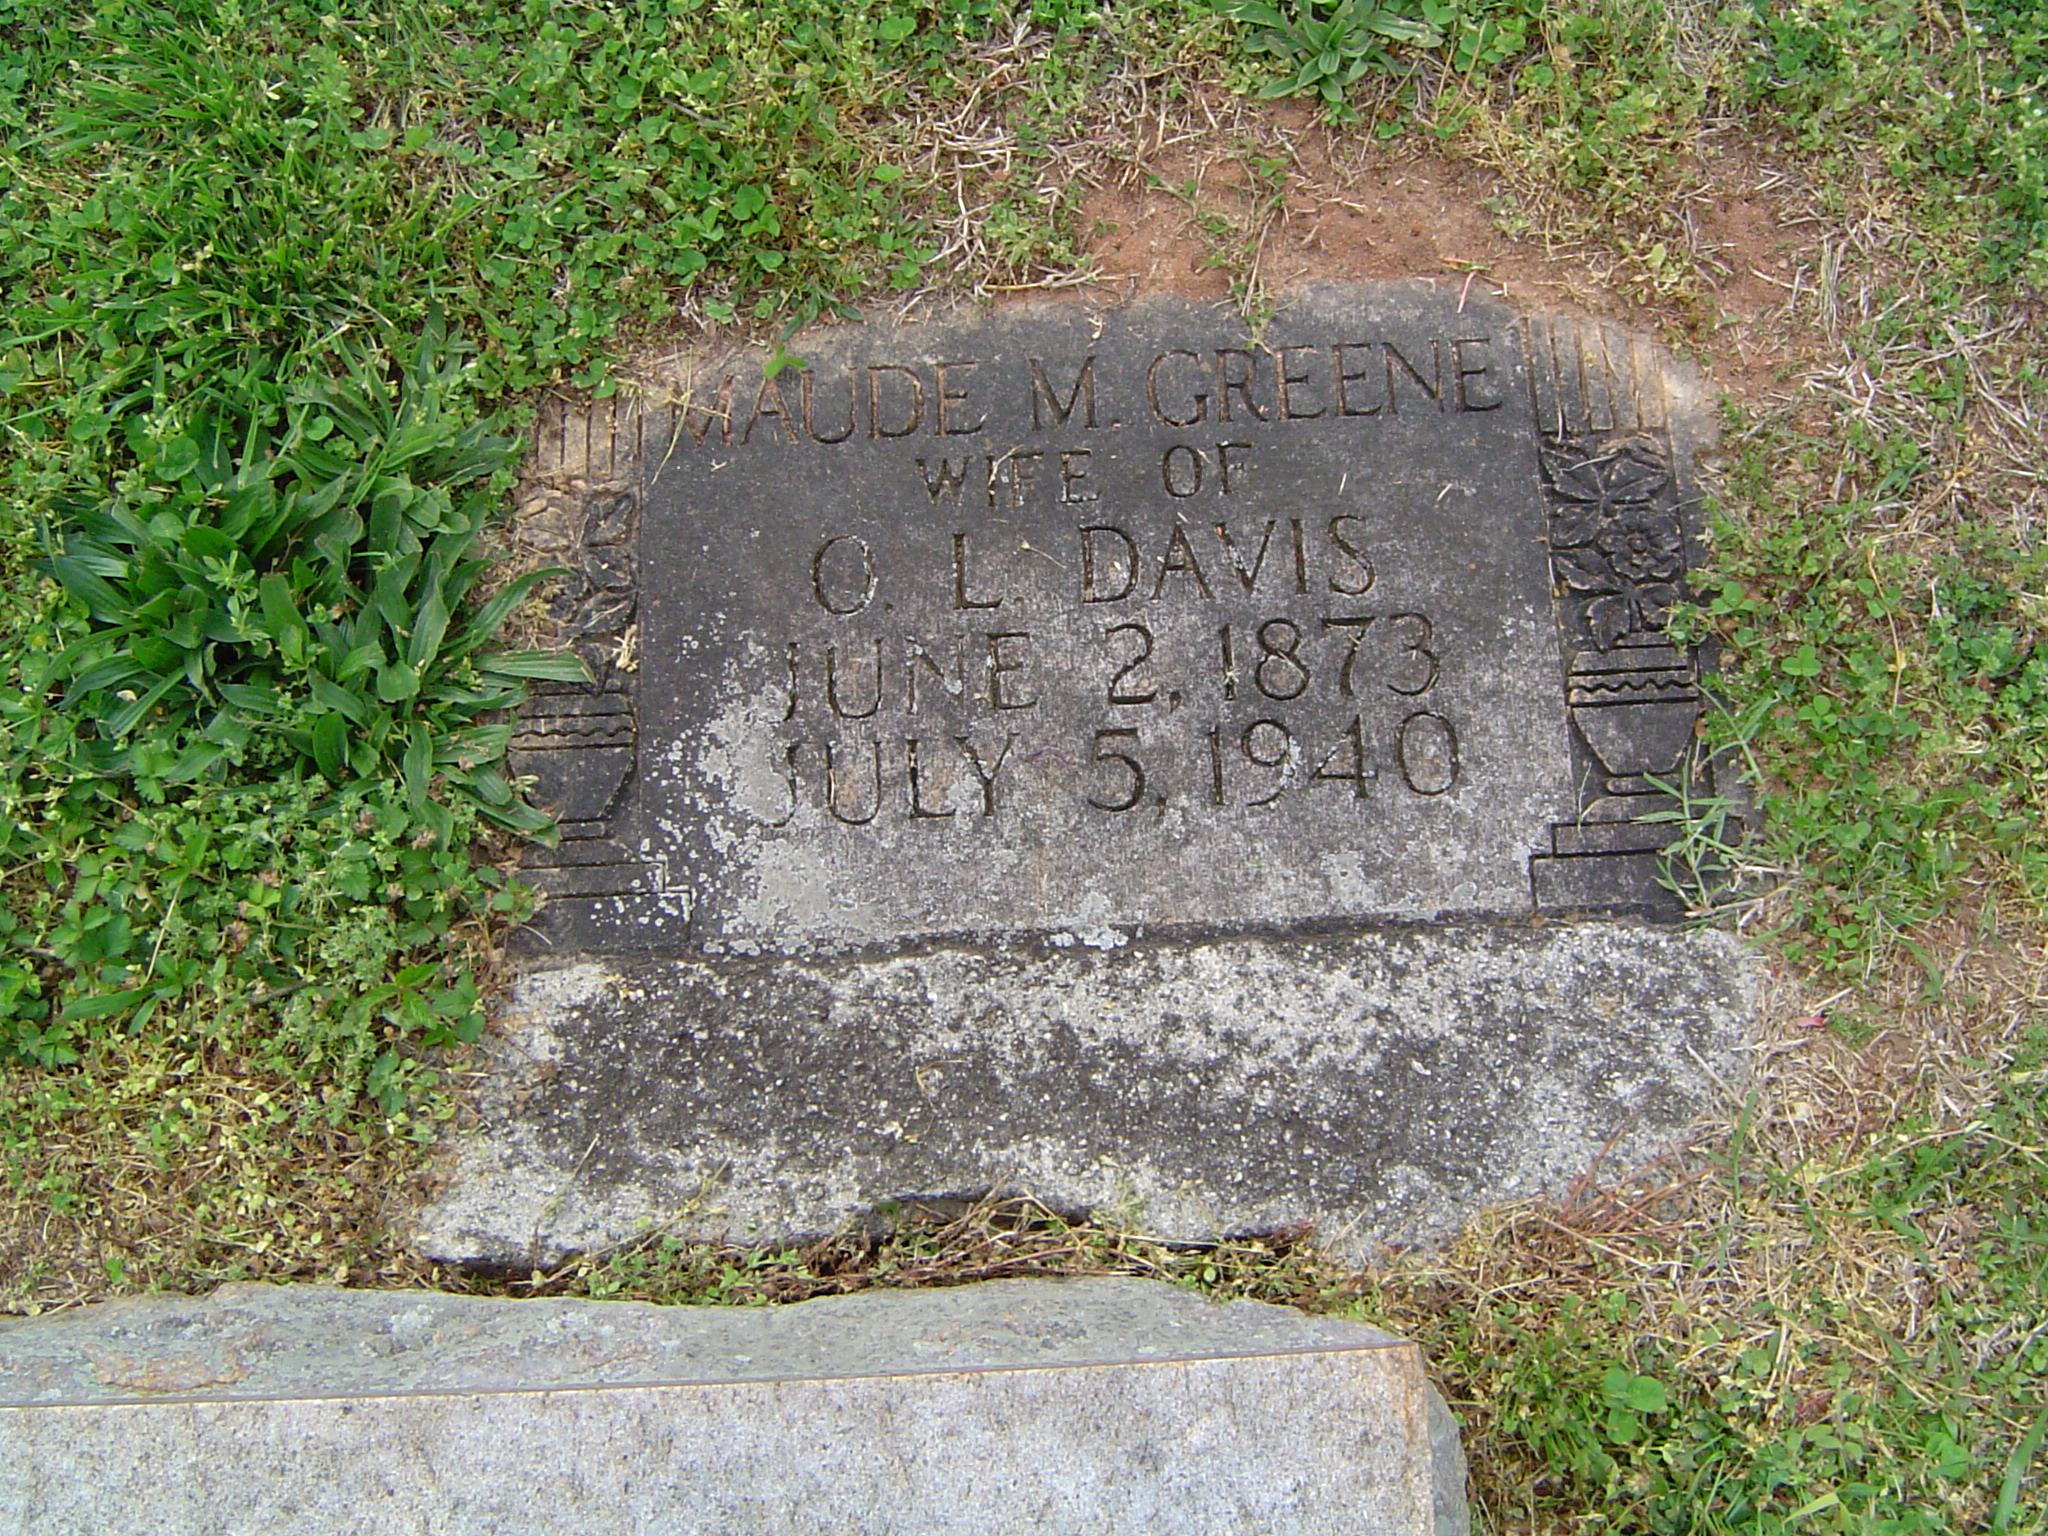 MAUDE M. GREENE
WIFE OF
O. L. DAVIS
JUNE 2, 1873
JULY 5, 1940